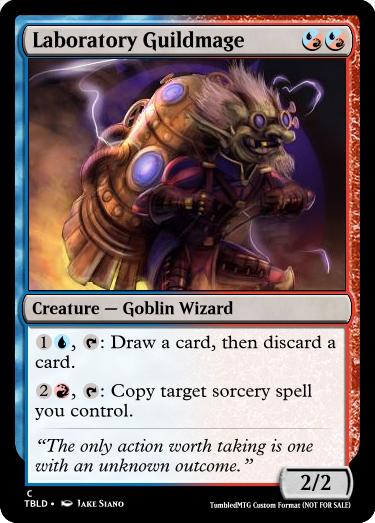 Laboratory Guildmage
Creature — Goblin Wizard
1, : Draw a card, then discard a
card.
2, : Copy target sorcery spell
you control.
“The only action worth taking is one
with an unknown outcome.”
2/2
C
TBLD • Jake Siano
TumbledMTG Custom Format (NOT FOR SALE)